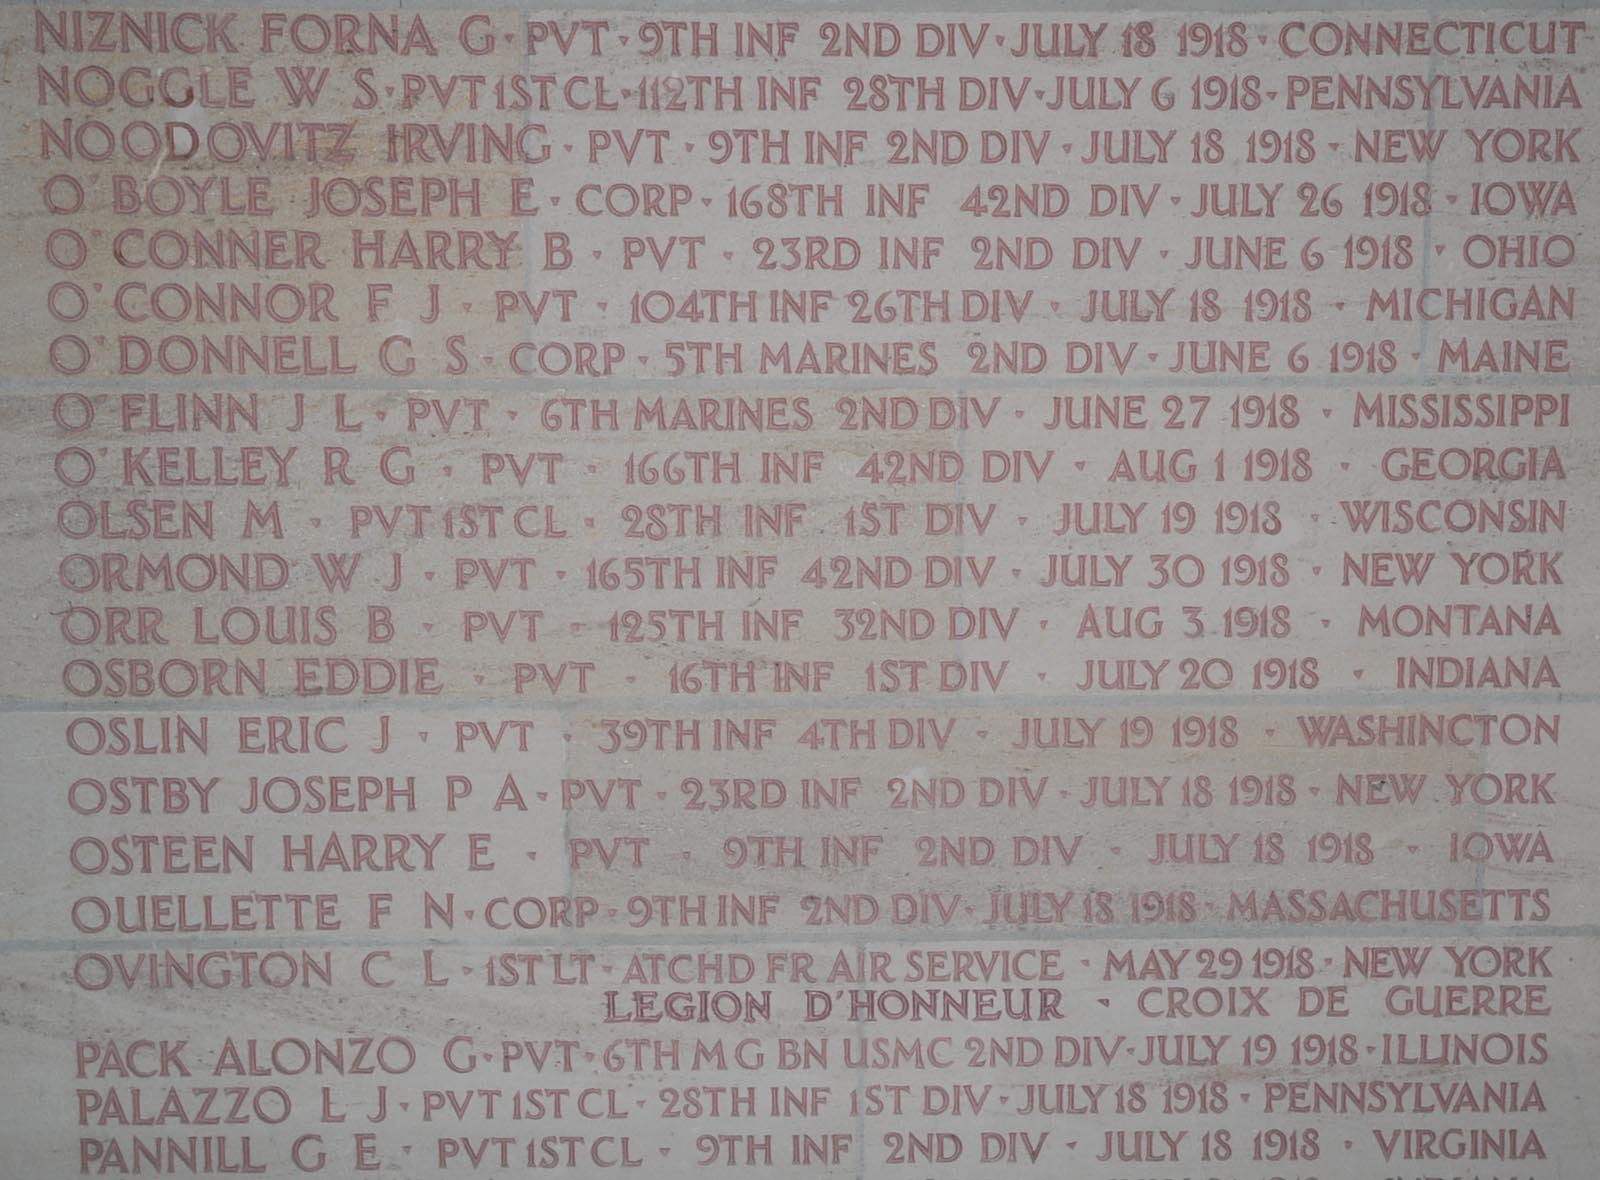 NIZNICK FORNA G · PVT · 9TH INF 2ND DIV · JULY 18 1918 · CONNECTICUT
NOGGLE W S · PVT 1ST CL · 112TH INF 28TH DIV · JULY 6 1918 · PENNSYLVANIA
NOODOVITZ IRVING · PVT · 9TH INF 2ND DIV · JULY 18 1918 · NEW YORK
O'BOYLE JOSEPH E · CORP · 168TH INF 42ND DIV · JULY 26 1918 · IOWA
O'CONNER HARRY B · PVT · 23RD INF 2ND DIV · JUNE 6 1918 · OHIO
O'CONNOR F J · PVT · 104TH INF 26TH DIV · JULY 18 1918 · MICHIGAN
O'DONNELL G S · CORP · 5TH MARINES 2ND DIV · JUNE 6 1918 · MAINE
O'FLINN J L · PVT · 6TH MARINES 2ND DIV · JUNE 27 1918 · MISSISSIPPI
O'KELLEY R G · PVT · 166TH INF 42ND DIV · AUG 1 1918 · GEORGIA
OLSEN M · PVT 1ST CL · 28TH INF 1ST DIV · JULY 19 1918 · WISCONSIN
ORMOND W J · PVT · 165TH INF 42ND DIV · JULY 30 1918 · NEW YORK
ORR LOUIS B · PVT · 125TH INF 32ND DIV · AUG 3 1918 · MONTANA
OSBORN EDDIE · PVT · 16TH INF 1ST DIV · JULY 20 1918 · INDIANA
OSLIN ERIC J · PVT · 39TH INF 4TH DIV · JULY 19 1918 · WASHINGTON
OSTBY JOSEPH P A · PVT · 23RD INF 2ND DIV · JULY 18 1918 · NEW YORK
OSTEEN HARRY E · PVT · 9TH INF 2ND DIV · JULY 18 1918 · IOWA
OUELLETTE F N · CORP · 9TH INF 2ND DIV · JULY 18 1918 · MASSACHUSETTS
OVINGTON C L · 1ST LT · ATCHD FR AIR SERVICE · MAY 29 1918 · NEW YORK
LEGION D'HONNEUR · CROIX DE GUERRE
PACK ALONZO G · PVT · 6TH M G BN USMC 2ND DIV · JULY 19 1918 · ILLINOIS
PALAZZO L J · PVT 1ST CL · 28TH INF 1ST DIV · JULY 18 1918 · PENNSYLVANIA
PANNILL G E · PVT 1ST CL · 9TH INF 2ND DIV · JULY 18 1918 · VIRGINIA